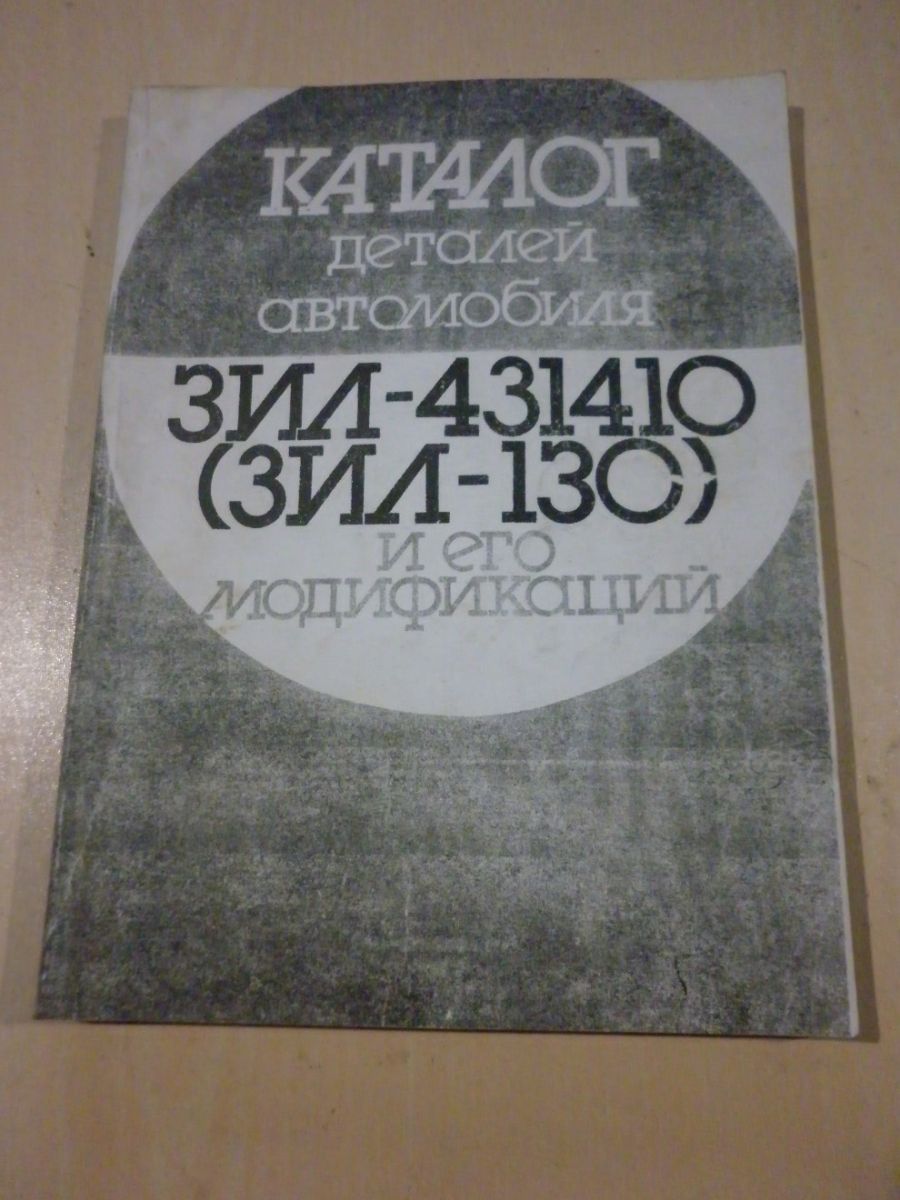 КАТАЛОГ
деталей
автомобиля
ЗИЛ-431410
(ЗИЛ-130)
и его
модификаций